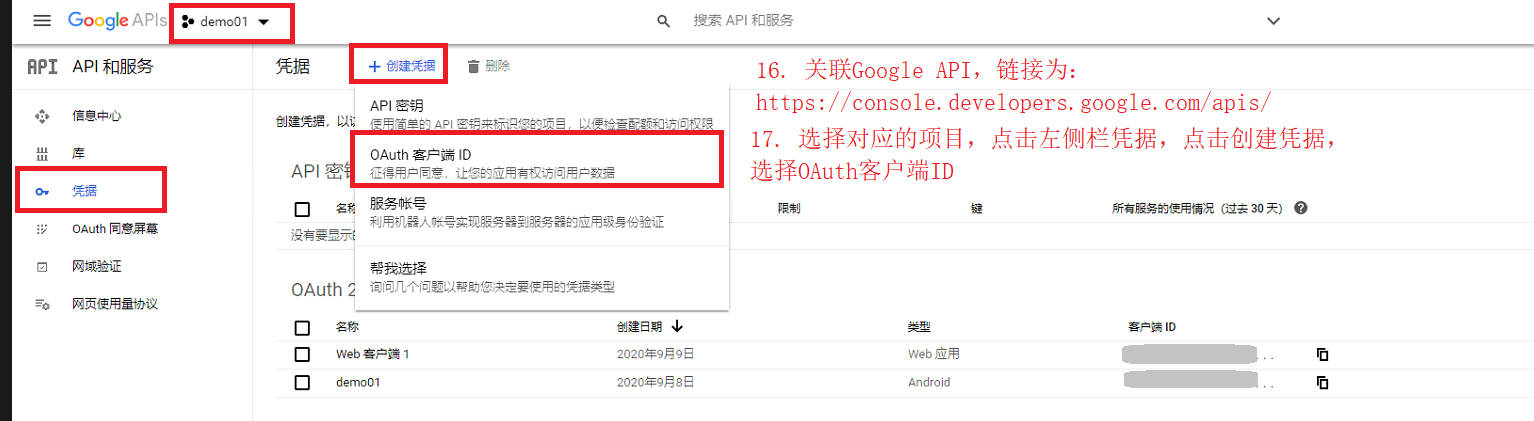 Google APIs
demo01
搜索 API 和服务
API
API 和服务
凭据
创建凭据
删除
16. 关联Google API，链接为：
https://console.developers.google.com/apis/
17. 选择对应的项目，点击左侧栏凭据，点击创建凭据，
选择OAuth客户端ID
信息中心
库
凭据
OAuth 同意屏幕
网域验证
网页使用量协议
创建凭据，以访
API 密钥
使用简单的 API 密钥来标识您的项目，以便检查配额和访问权限
OAuth 客户端 ID
征得用户同意，让您的应用有权访问用户数据
服务帐号
利用机器人帐号实现服务器到服务器的应用级身份验证
帮我选择
询问几个问题以帮助您决定要使用的凭据类型
API 密钥
名称
限制
键
所有服务的使用情况（过去 30 天）
没有要显示的
OAuth 2
名称
创建日期
类型
客户端 ID
Web 客户端 1
2020年9月9日
Web 应用
...
demo01
2020年9月8日
Android
...